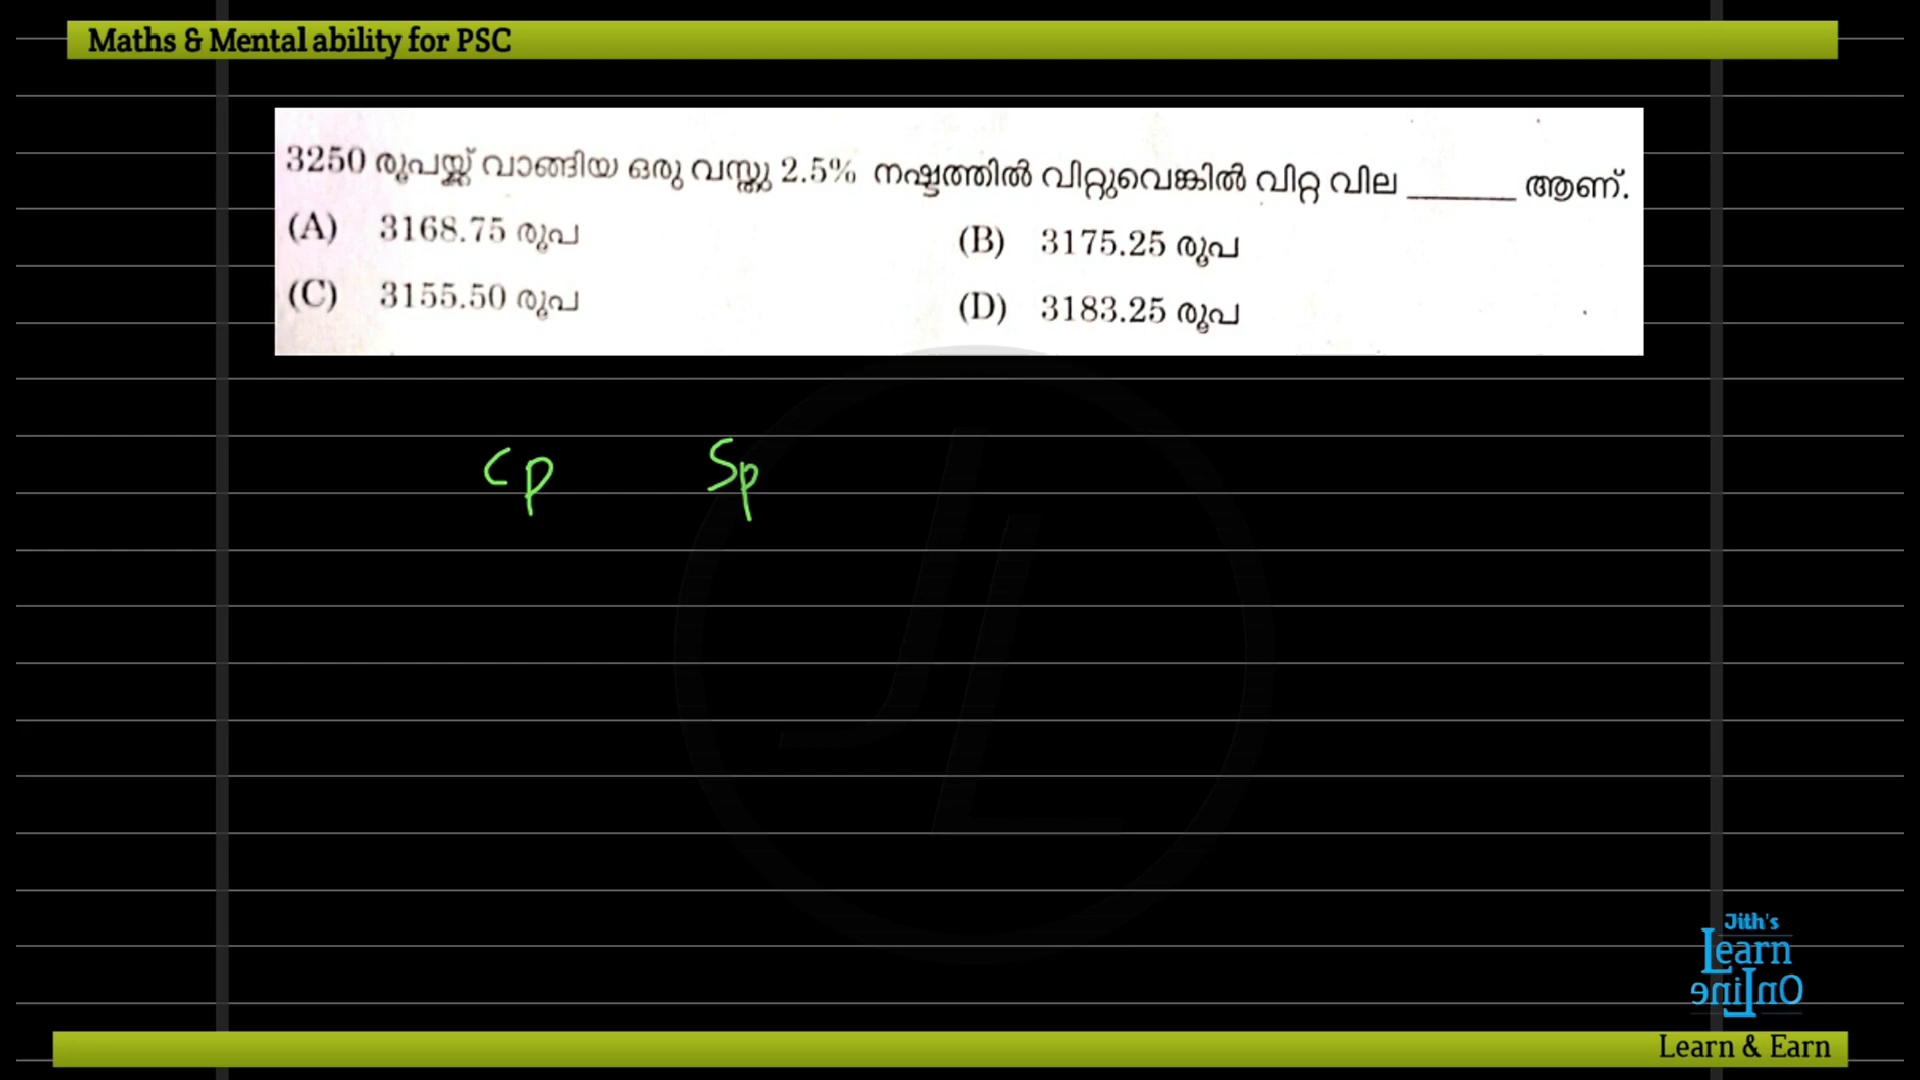 Maths & Mental ability for PSC
3250 രൂപയ്ക്ക് വാങ്ങിയ ഒരു വസ്തു 2.5% നഷ്ടത്തിൽ വിറ്റുവെങ്കിൽ വിറ്റ വില ______ ആണ്.
(A) 3168.75 രൂപ (B) 3175.25 രൂപ
(C) 3155.50 രൂപ (D) 3183.25 രൂപ
CP SP
JL
Jith's
Learn
OnLine
Learn & Earn